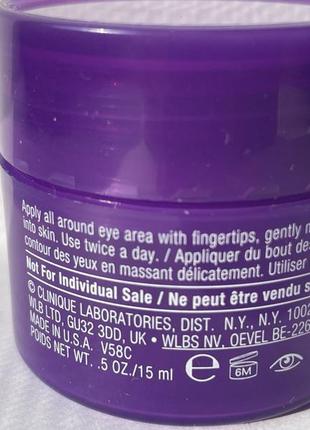 Apply all around eye area with fingertips, gently
into skin. Use twice a day. / Appliquer du bout des
contour des yeux en massant délicatement. Utiliser
Not For Individual Sale / Ne peut être vendu
© CLINIQUE LABORATORIES, DIST. N.Y., N.Y.
WLB LTD, GU32 3DD, UK • WLBS NV. OEVEL BE-
MADE IN U.S.A. V58C
POIDS NET WT. .5 OZ./15 ml e 6M